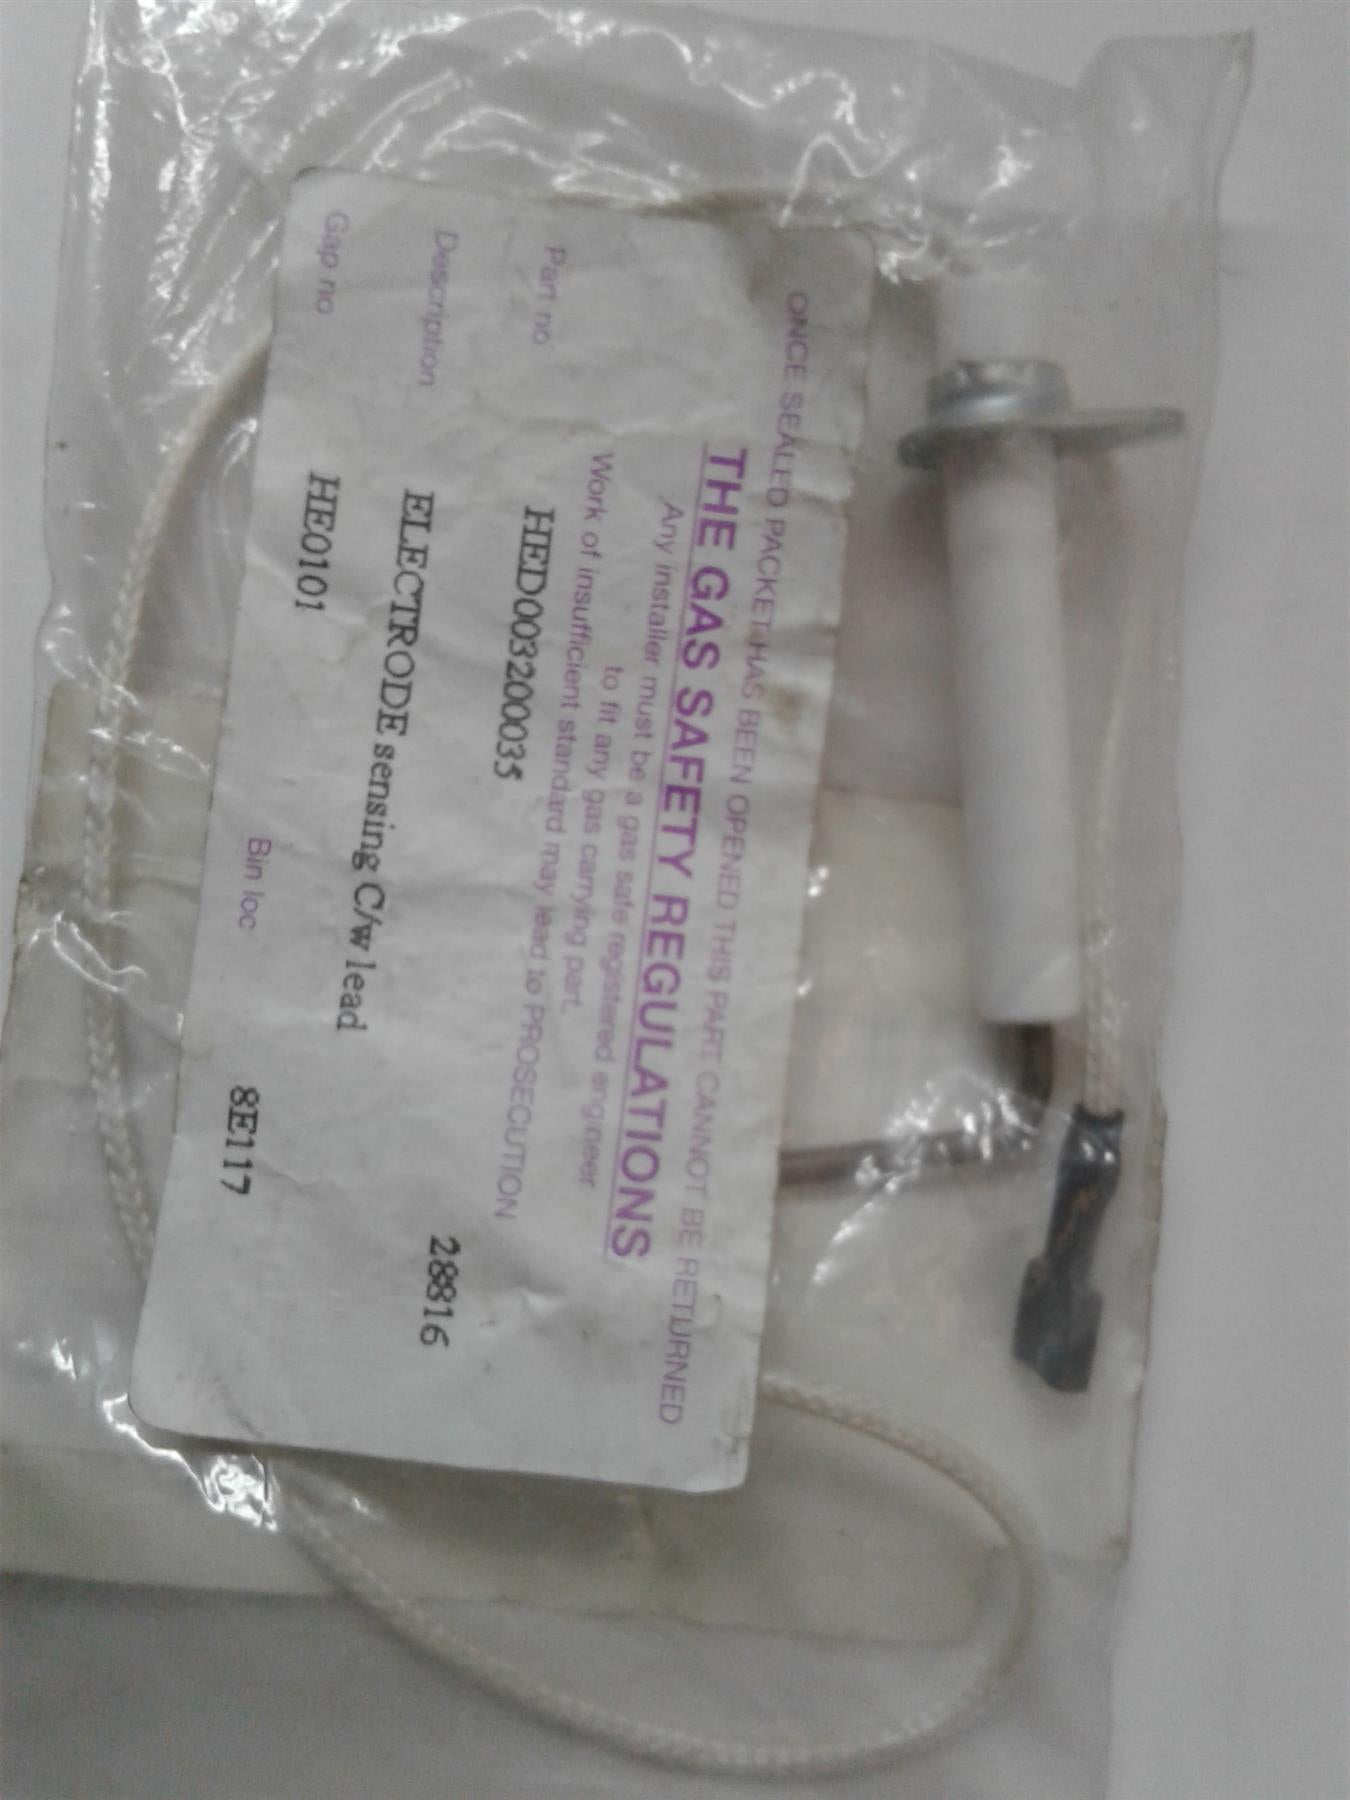 ONCE SEALED PACKET HAS BEEN OPENED THIS PART CANNOT BE RETURNED
THE GAS SAFETY REGULATIONS
Any installer must be a gas safe registered engineer
to fit any gas carrying part.
Work of insufficient standard may lead to PROSECUTION
Part no HED003200035 28816
Description ELECTRODE sensing C/w lead
Gap no HE0101 Bin loc 8E117